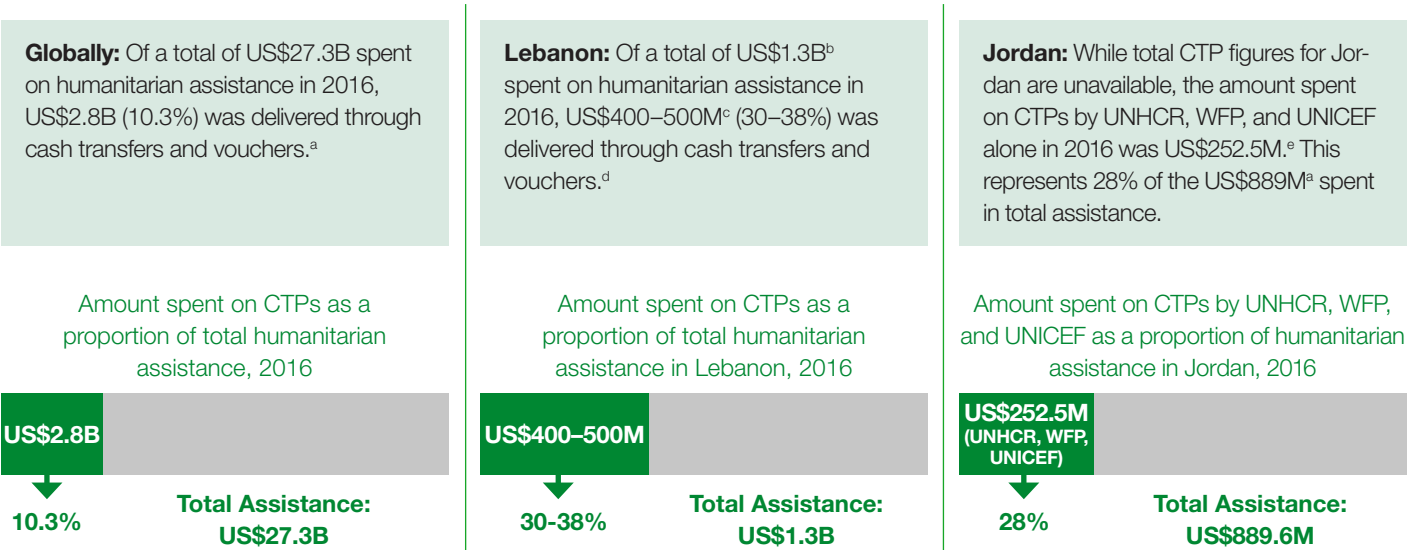 Globally: Of a total of US$27.3B spent
on humanitarian assistance in 2016,
US$2.8B (10.3%) was delivered through
cash transfers and vouchers.ᵃ
Amount spent on CTPs as a
proportion of total humanitarian
assistance, 2016
US$2.8B
10.3%
Total Assistance:
US$27.3B
Lebanon: Of a total of US$1.3Bᵇ
spent on humanitarian assistance in
2016, US$400–500Mᶜ (30–38%) was
delivered through cash transfers and
vouchers.ᵈ
Amount spent on CTPs as a
proportion of total humanitarian
assistance in Lebanon, 2016
US$400–500M
30-38%
Total Assistance:
US$1.3B
Jordan: While total CTP figures for Jor-
dan are unavailable, the amount spent
on CTPs by UNHCR, WFP, and UNICEF
alone in 2016 was US$252.5M.ᵉ This
represents 28% of the US$889Mᵃ spent
in total assistance.
Amount spent on CTPs by UNHCR, WFP,
and UNICEF as a proportion of humanitarian
assistance in Jordan, 2016
US$252.5M
(UNHCR, WFP,
UNICEF)
28%
Total Assistance:
US$889.6M